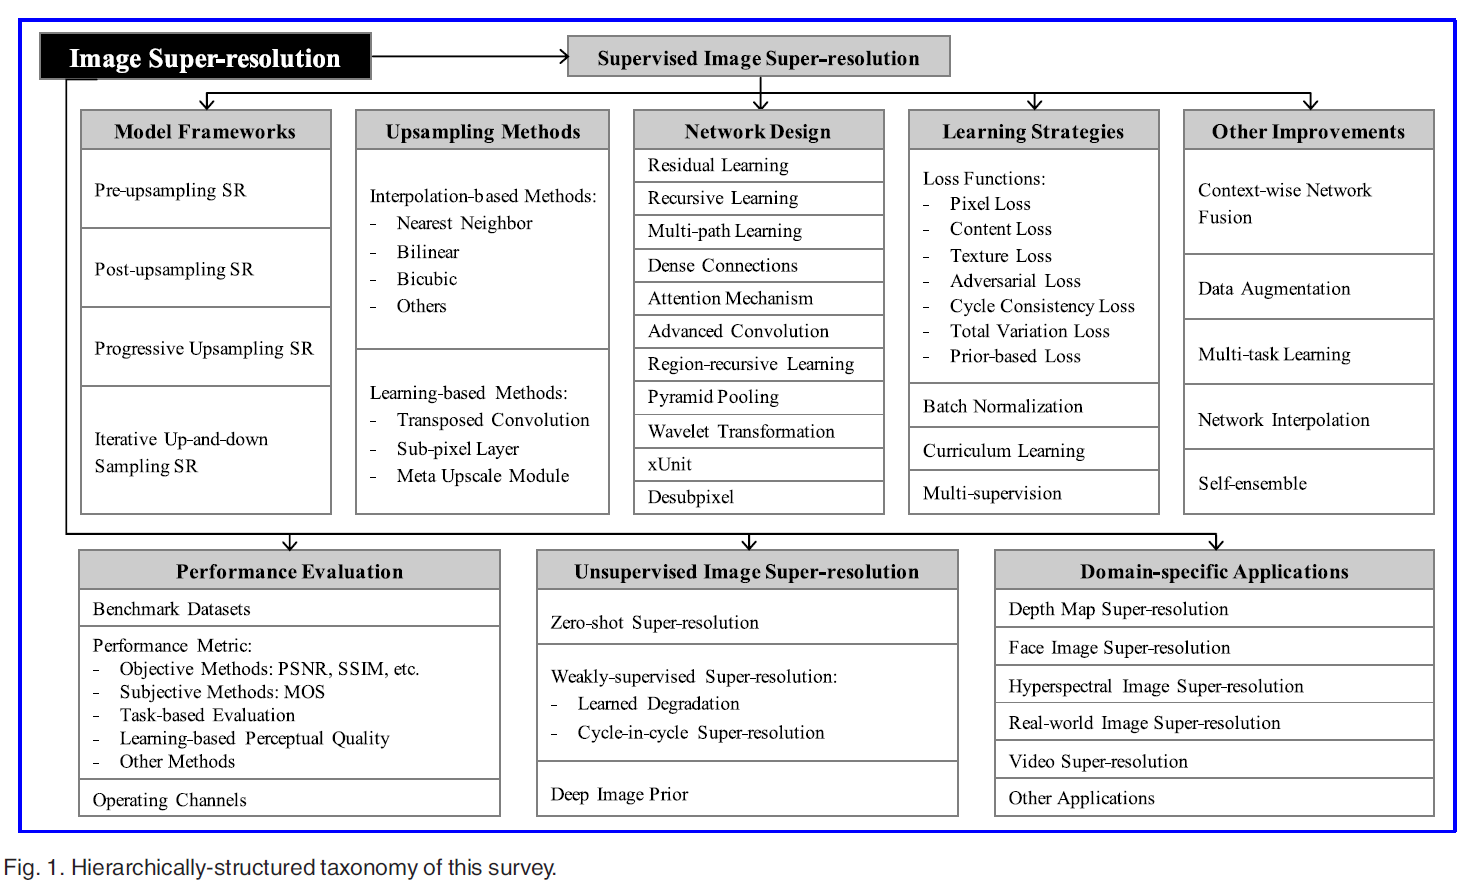 Image Super-resolution
Supervised Image Super-resolution
Model Frameworks
Pre-upsampling SR
Post-upsampling SR
Progressive Upsampling SR
Iterative Up-and-down
Sampling SR
Upsampling Methods
Interpolation-based Methods:
- Nearest Neighbor
- Bilinear
- Bicubic
- Others
Learning-based Methods:
- Transposed Convolution
- Sub-pixel Layer
- Meta Upscale Module
Network Design
Residual Learning
Recursive Learning
Multi-path Learning
Dense Connections
Attention Mechanism
Advanced Convolution
Region-recursive Learning
Pyramid Pooling
Wavelet Transformation
xUnit
Desubpixel
Learning Strategies
Loss Functions:
- Pixel Loss
- Content Loss
- Texture Loss
- Adversarial Loss
- Cycle Consistency Loss
- Total Variation Loss
- Prior-based Loss
Batch Normalization
Curriculum Learning
Multi-supervision
Other Improvements
Context-wise Network
Fusion
Data Augmentation
Multi-task Learning
Network Interpolation
Self-ensemble
Performance Evaluation
Benchmark Datasets
Performance Metric:
- Objective Methods: PSNR, SSIM, etc.
- Subjective Methods: MOS
- Task-based Evaluation
- Learning-based Perceptual Quality
- Other Methods
Operating Channels
Unsupervised Image Super-resolution
Zero-shot Super-resolution
Weakly-supervised Super-resolution:
- Learned Degradation
- Cycle-in-cycle Super-resolution
Deep Image Prior
Domain-specific Applications
Depth Map Super-resolution
Face Image Super-resolution
Hyperspectral Image Super-resolution
Real-world Image Super-resolution
Video Super-resolution
Other Applications
Fig. 1. Hierarchically-structured taxonomy of this survey.